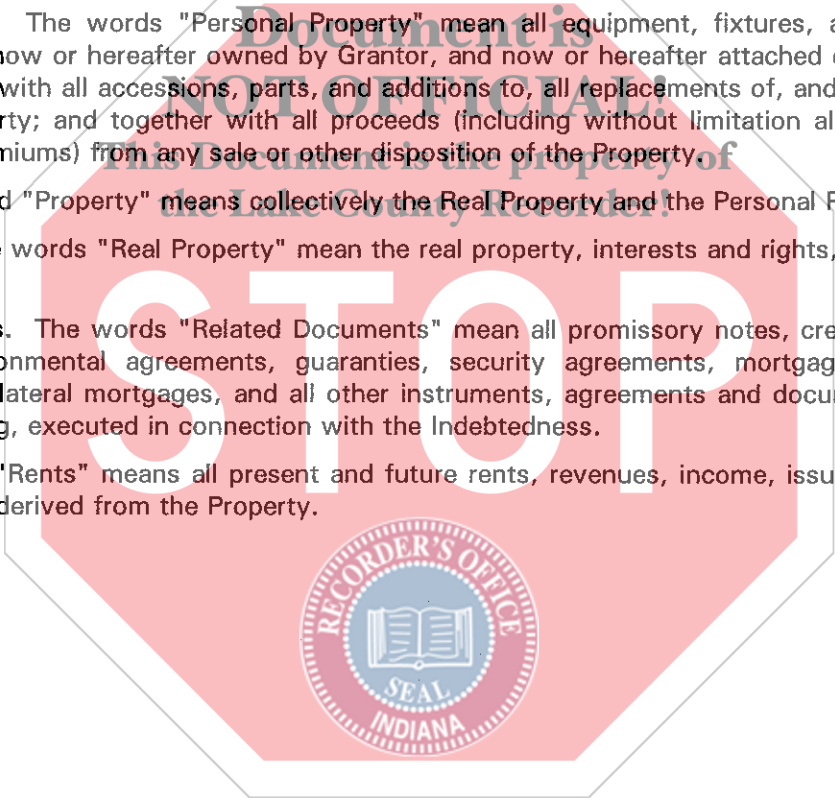 The words "Personal Property" mean all equipment, fixtures, a
now or hereafter owned by Grantor, and now or hereafter attached
with all accessions, parts, and additions to, all replacements of, and
rty; and together with all proceeds (including without limitation al
miums) from any sale or other disposition of the Property.
d "Property" means collectively the Real Property and the Personal P
words "Real Property" mean the real property, interests and rights,
s. The words "Related Documents" mean all promissory notes, cre
onmental agreements, guaranties, security agreements, mortgag
lateral mortgages, and all other instruments, agreements and docu
g, executed in connection with the Indebtedness.
"Rents" means all present and future rents, revenues, income, issu
derived from the Property.
Document is
NOT OFFICIAL!
This Document is the property of
the Lake County Recorder!
STOP
RECORDER'S OFFICE
SEAL
INDIANA